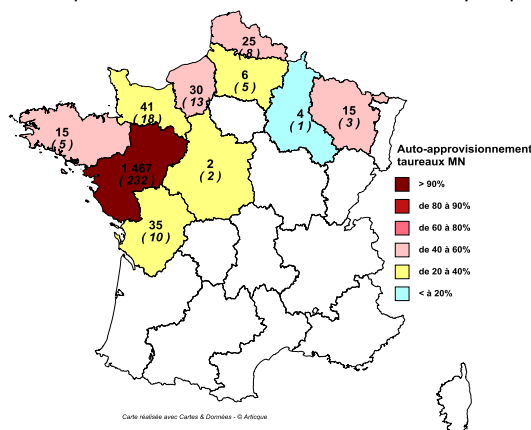 25
( 8 )
6
( 5 )
30
( 13 )
41
( 18 )
4
( 1 )
15
( 3 )
15
( 5 )
1 467
( 232 )
2
( 2 )
35
( 10 )
Auto-approvisionnement
taureaux MN
> 90%
de 80 à 90%
de 60 à 80%
de 40 à 60%
de 20 à 40%
< à 20%
Carte réalisée avec Cartes & Données - © Articque